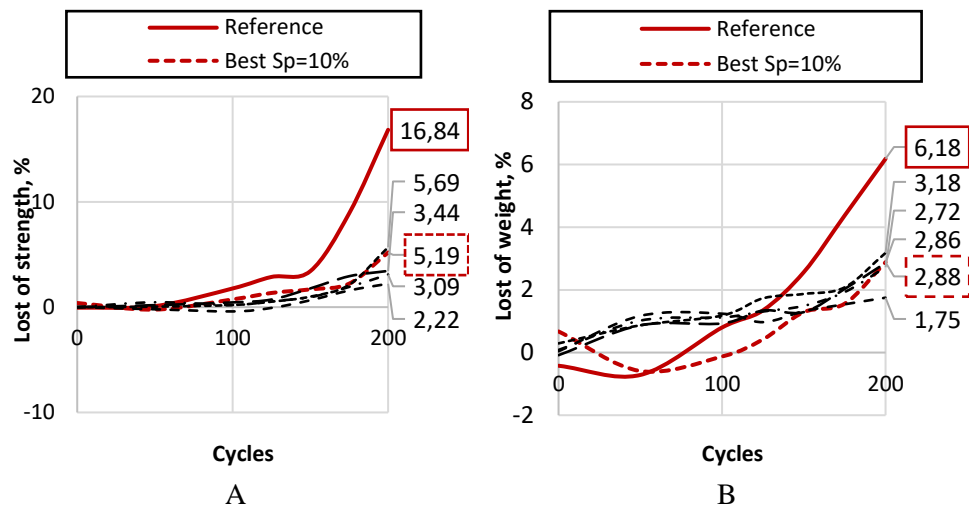 Reference
Best Sp=10%
Lost of strength, %
20
10
0
-10
0
100
200
16,84
5,69
3,44
5,19
3,09
2,22
Cycles
A
Reference
Best Sp=10%
Lost of weight, %
8
6
4
2
0
-2
0
100
200
6,18
3,18
2,72
2,86
2,88
1,75
Cycles
B